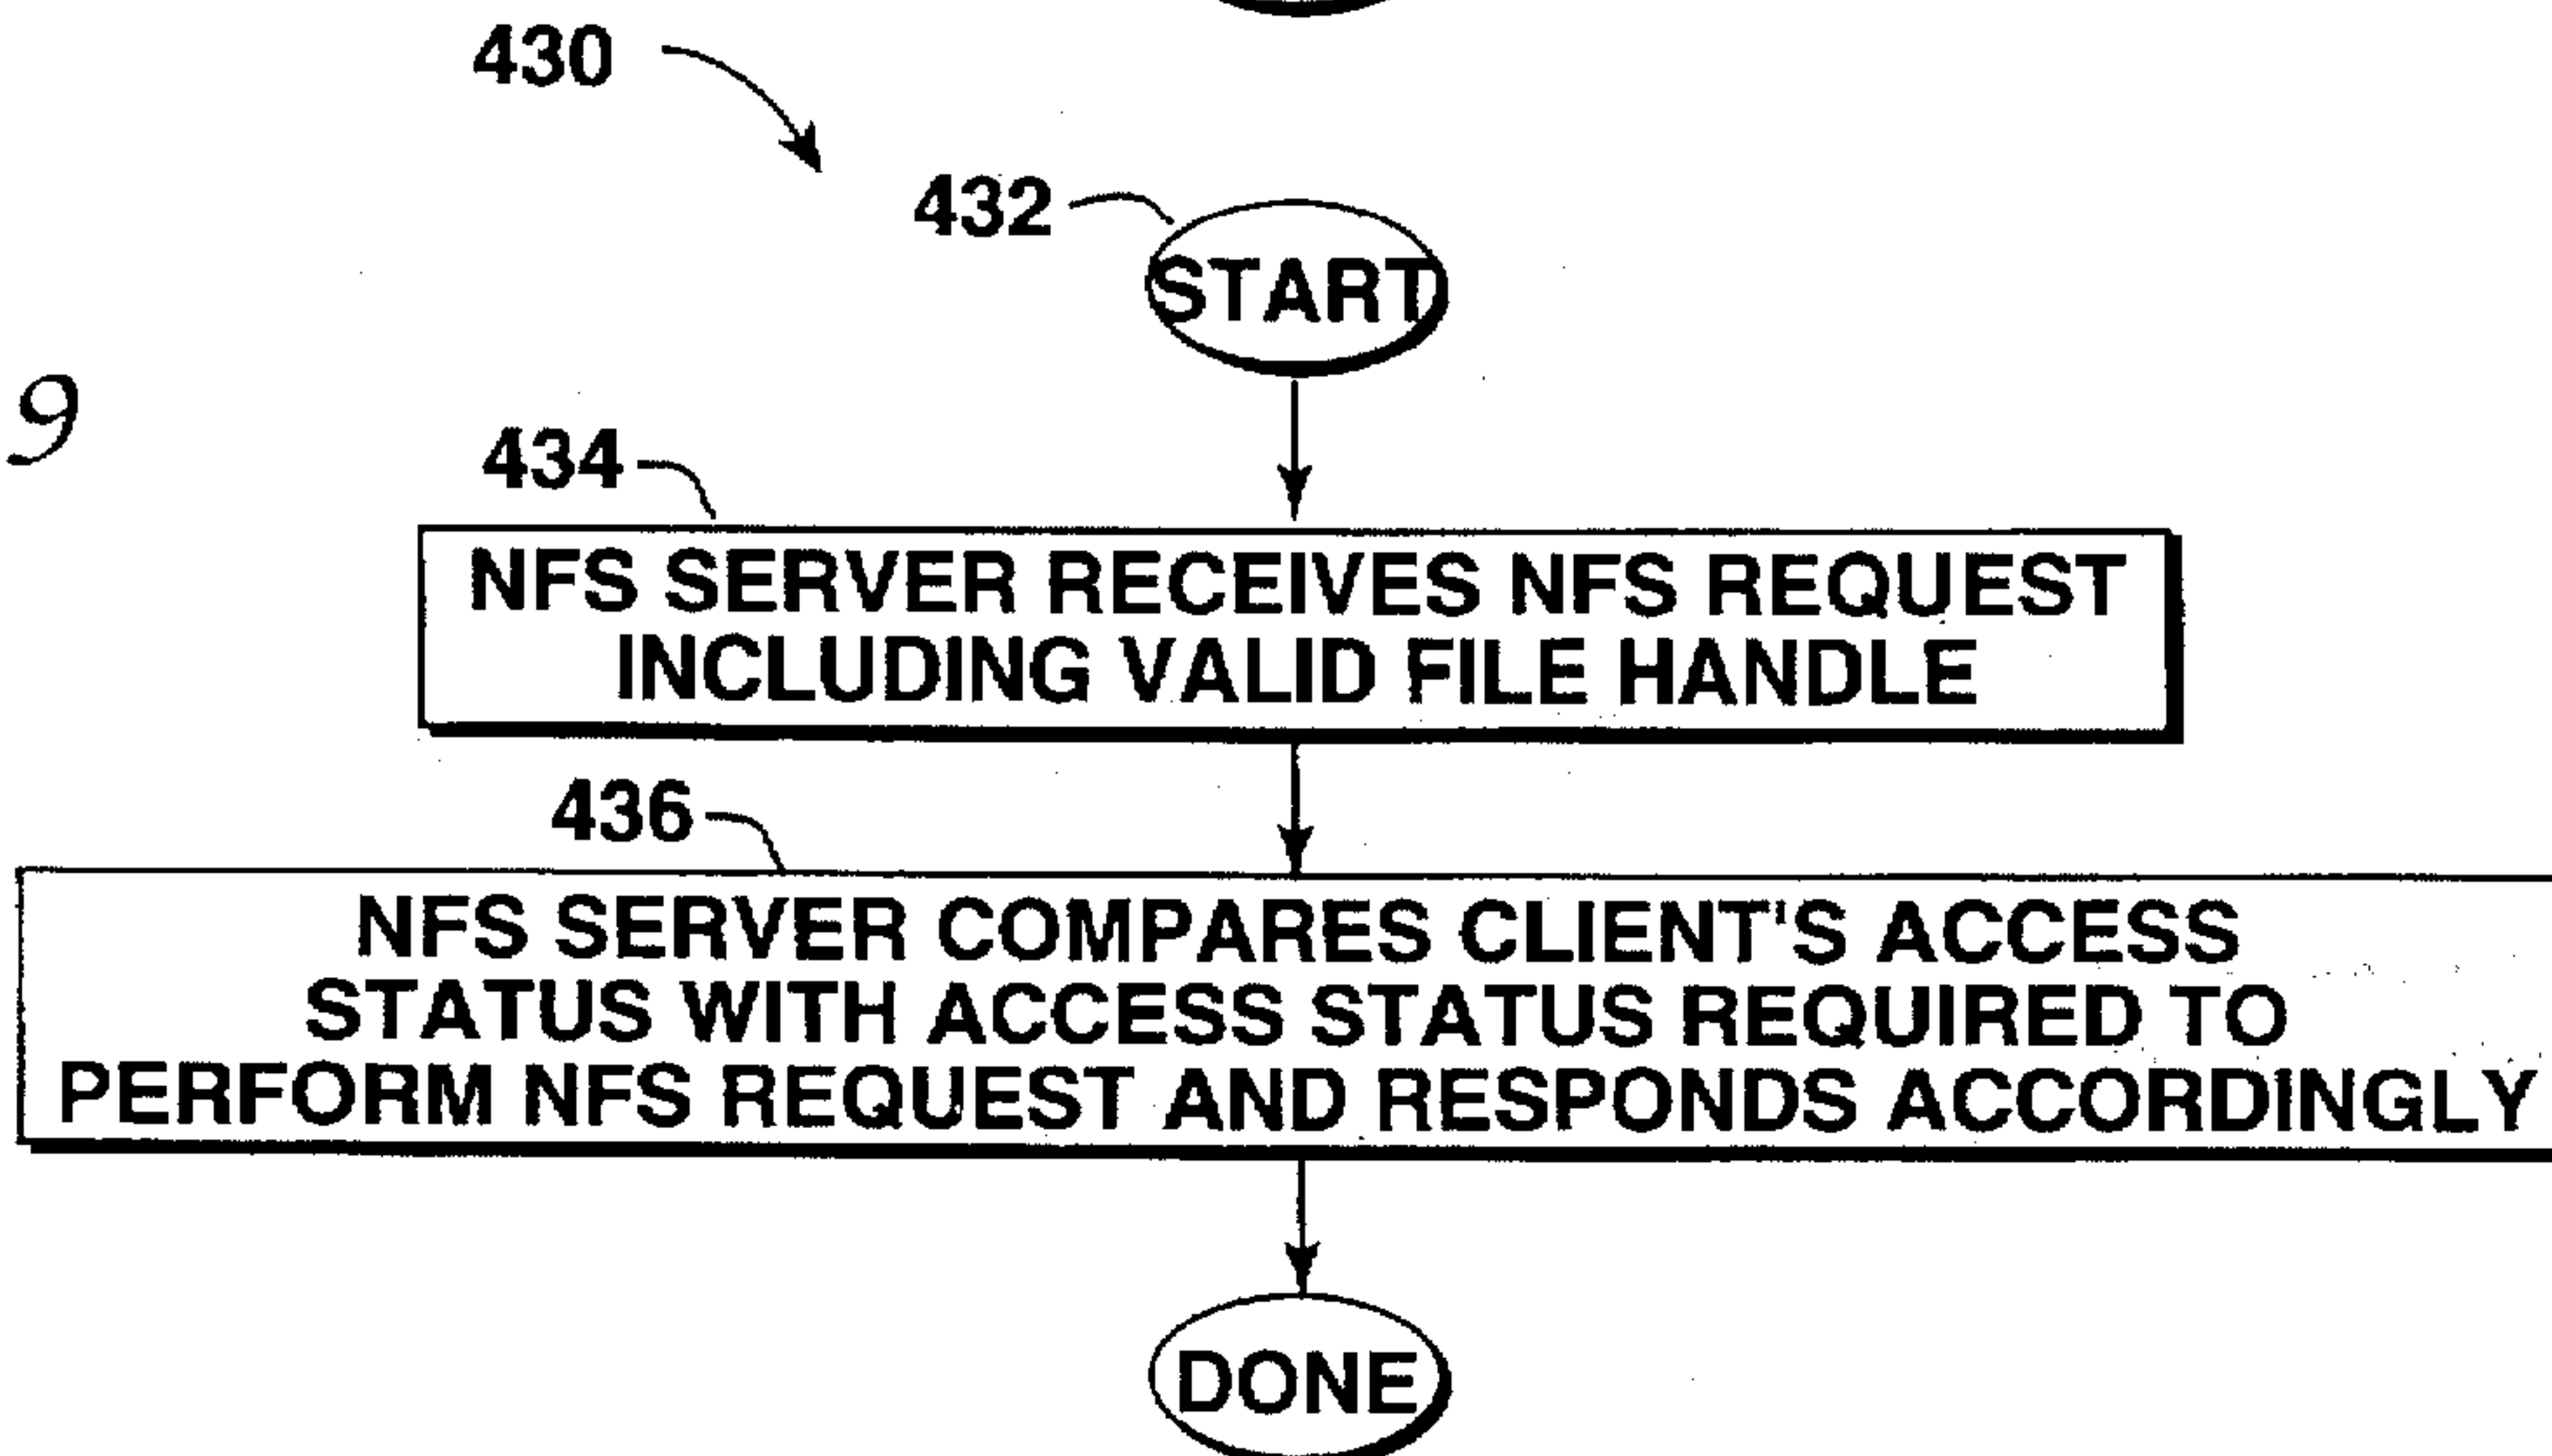 430
432
START
9
434
NFS SERVER RECEIVES NFS REQUEST
INCLUDING VALID FILE HANDLE
436
NFS SERVER COMPARES CLIENT'S ACCESS
STATUS WITH ACCESS STATUS REQUIRED TO
PERFORM NFS REQUEST AND RESPONDS ACCORDINGLY
DONE